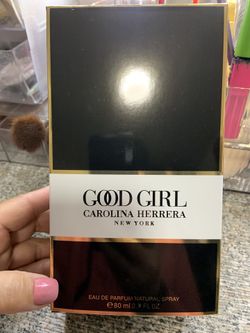 GOOD GIRL
CAROLINA HERRERA
NEW YORK
EAU DE PARFUM NATURAL SPRAY
℮ 80 ml 2.7 FL OZ